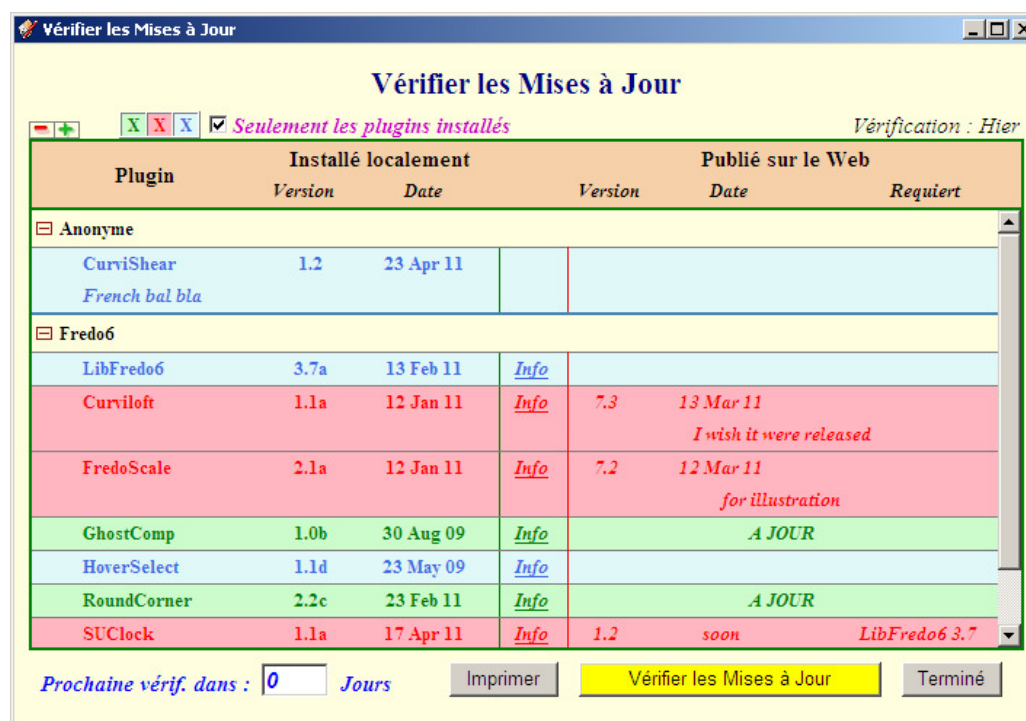 Vérifier les Mises à Jour
Vérifier les Mises à Jour
X X X Seulement les plugins installés Vérification : Hier
Plugin Installé localement Publié sur le Web
Version Date Version Date Requiert
Anonyme
CurviShear 1.2 23 Apr 11
French bal bla
Fredo6
LibFredo6 3.7a 13 Feb 11 Info
Curviloft 1.1a 12 Jan 11 Info 7.3 13 Mar 11
I wish it were released
FredoScale 2.1a 12 Jan 11 Info 7.2 12 Mar 11
for illustration
GhostComp 1.0b 30 Aug 09 Info A JOUR
HoverSelect 1.1d 23 May 09 Info
RoundCorner 2.2c 23 Feb 11 Info A JOUR
SUClock 1.1a 17 Apr 11 Info 1.2 soon LibFredo6 3.7
Prochaine vérif. dans : 0 Jours Imprimer Vérifier les Mises à Jour Terminé